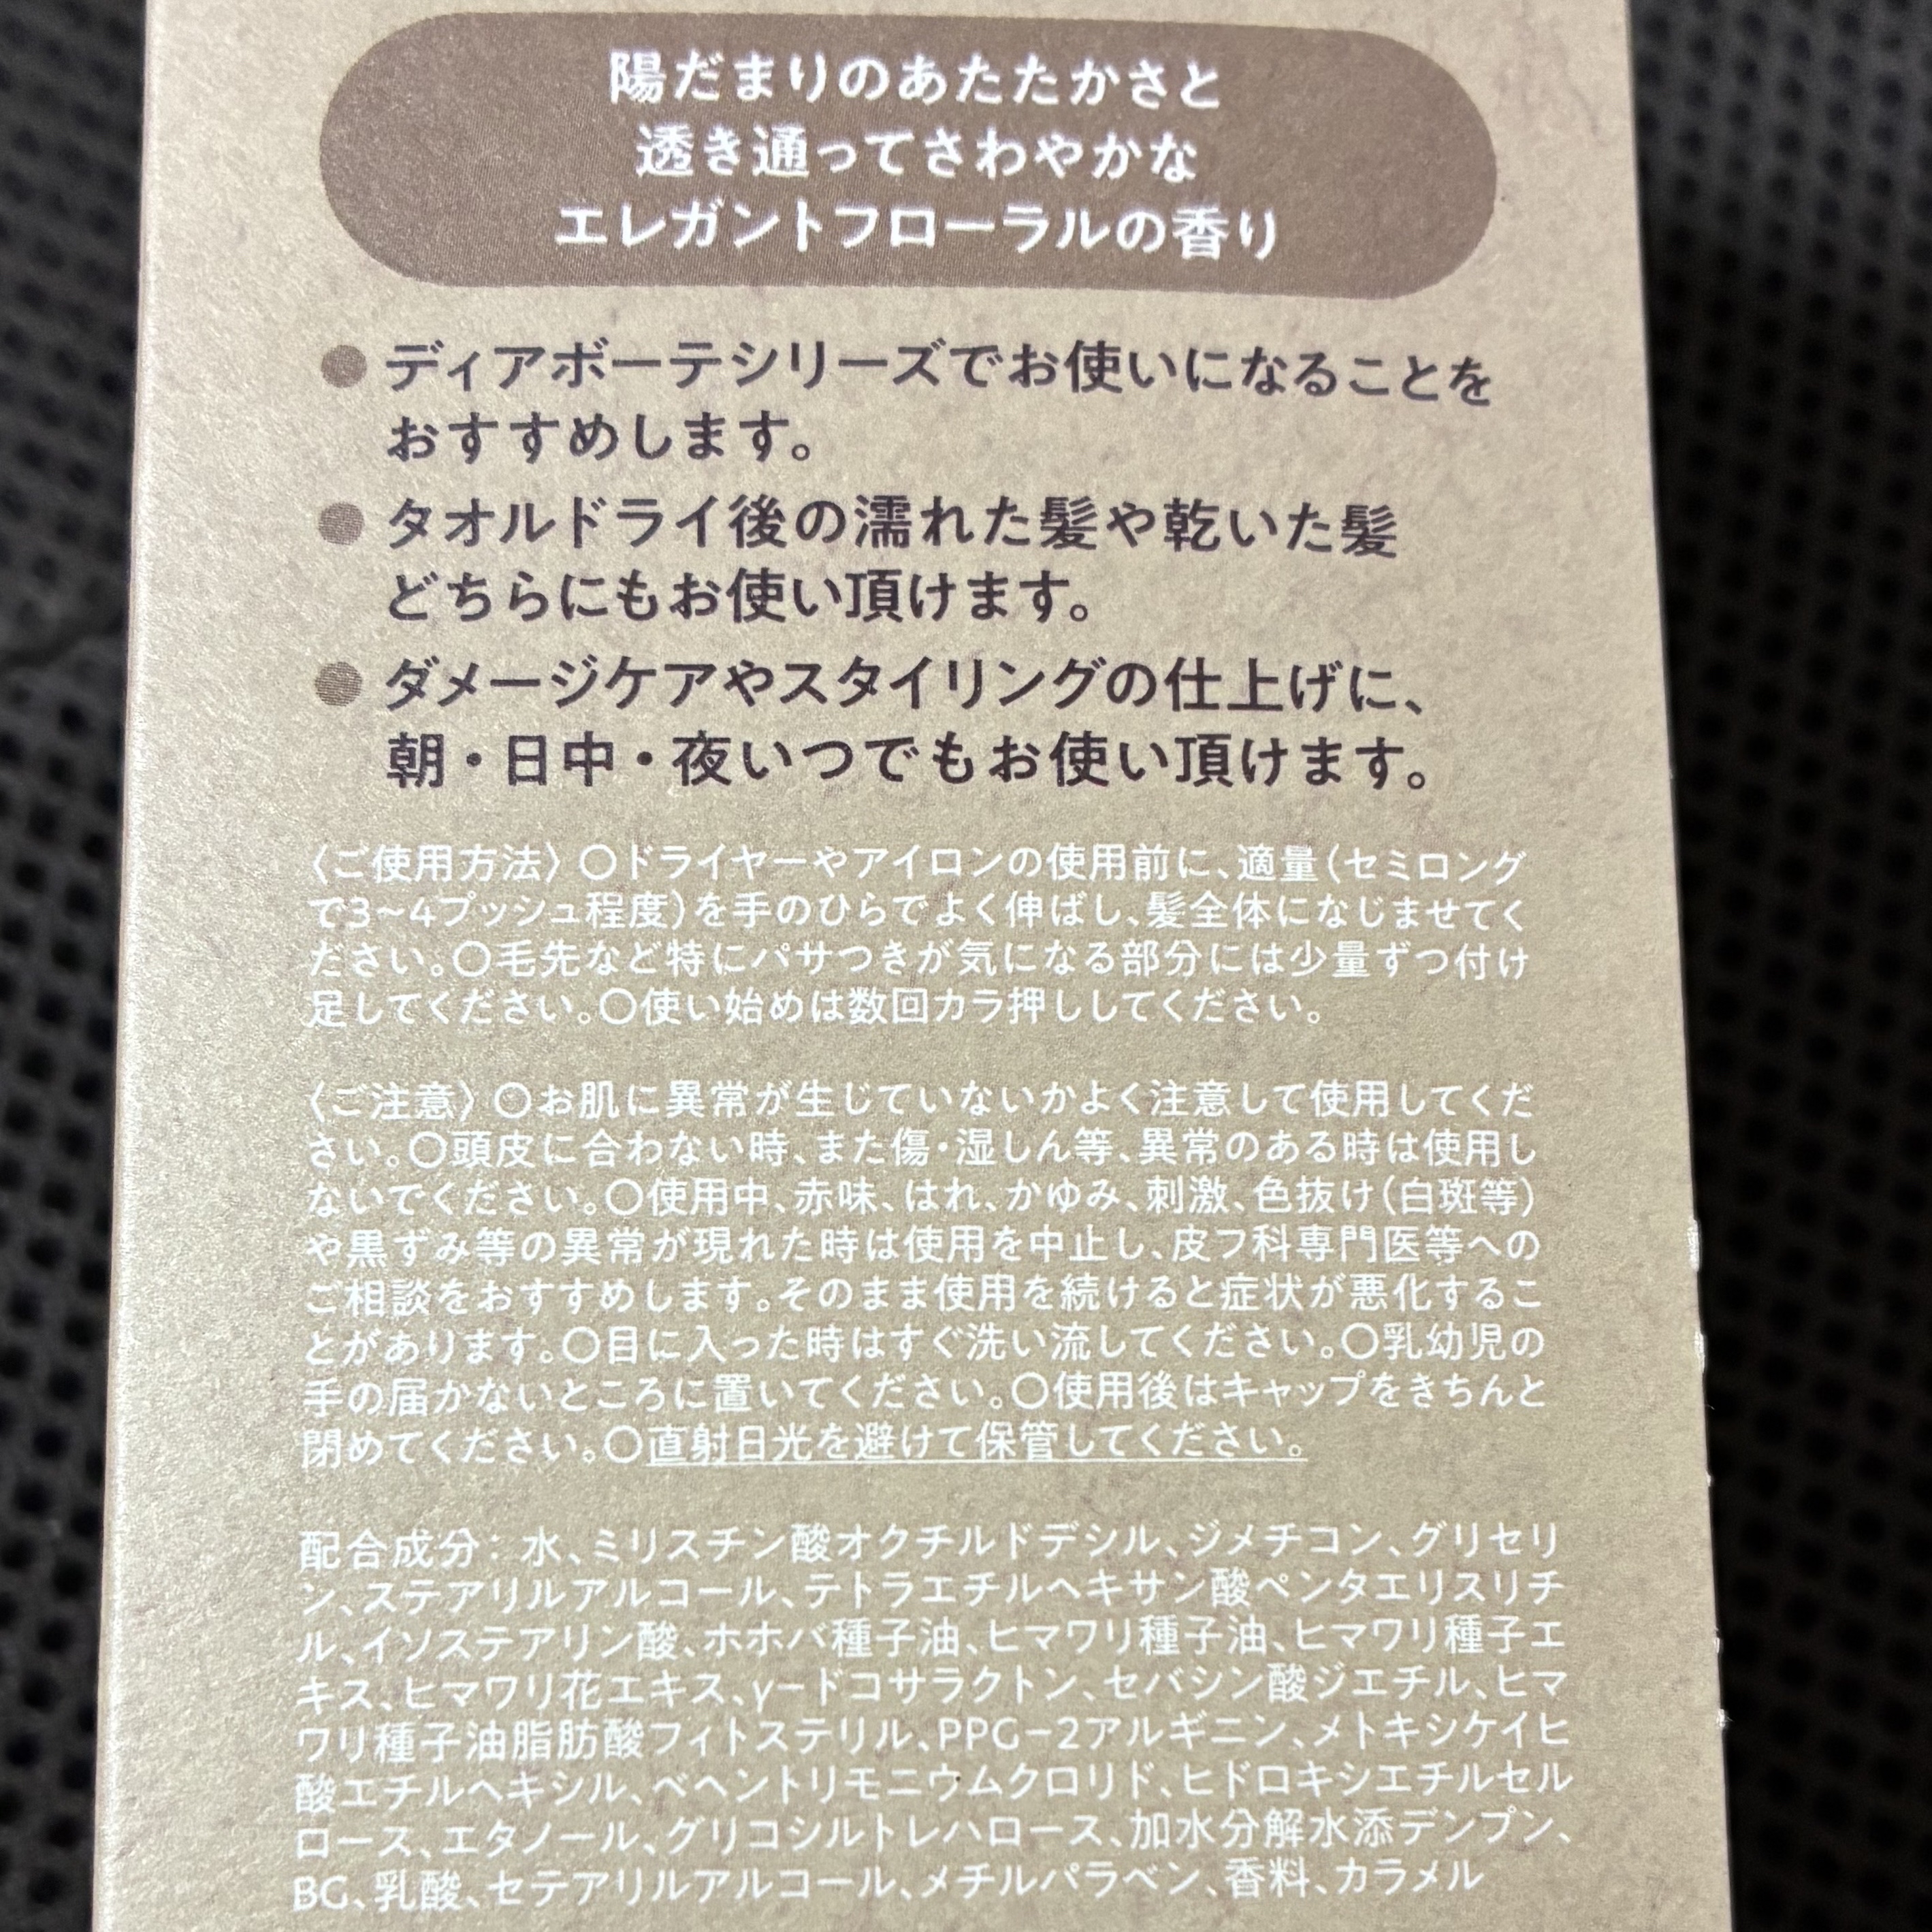 陽だまりのあたたかさと
透き通ってさわやかな
エレガントフローラルの香り
●ディアボーテシリーズでお使いになることを
おすすめします。
●タオルドライ後の濡れた髪や乾いた髪
どちらにもお使い頂けます。
●ダメージケアやスタイリングの仕上げに、
朝・日中・夜いつでもお使い頂けます。
〈ご使用方法〉〇ドライヤーやアイロンの使用前に、適量(セミロング
で3~4プッシュ程度)を手のひらでよく伸ばし、髪全体になじませてく
ださい。〇毛先など特にパサつきが気になる部分には少量ずつ付け
足してください。〇使い始めは数回カラ押ししてください。
〈ご注意〉〇お肌に異常が生じていないかよく注意して使用してくだ
さい。〇頭皮に合わない時、また傷・湿しん等、異常のある時は使用し
ないでください。〇使用中、赤味、はれ、かゆみ、刺激、色抜け(白斑等)
や黒ずみ等の異常が現れた時は使用を中止し、皮フ科専門医等への
ご相談をおすすめします。そのまま使用を続けると症状が悪化するこ
とがあります。〇目に入った時はすぐ洗い流してください。〇乳幼児の
手の届かないところに置いてください。〇使用後はキャップをきちんと
閉めてください。〇直射日光を避けて保管してください。
配合成分：水、ミリスチン酸オクチルドデシル、ジメチコン、グリセリ
ン、ステアリルアルコール、テトラエチルヘキサン酸ペンタエリスリチ
ル、イソステアリン酸、ホホバ種子油、ヒマワリ種子油、ヒマワリ種子エ
キス、ヒマワリ花エキス、γ-ドコサラクトン、セバシン酸ジエチル、ヒマ
ワリ種子油脂肪酸フィトステリル、PPG-2アルギニン、メトキシケイヒ
酸エチルヘキシル、ベヘントリモニウムクロリド、ヒドロキシエチルセル
ロース、エタノール、グリコシルトレハロース、加水分解水添デンプン、
BG、乳酸、セテアリルアルコール、メチルパラベン、香料、カラメル